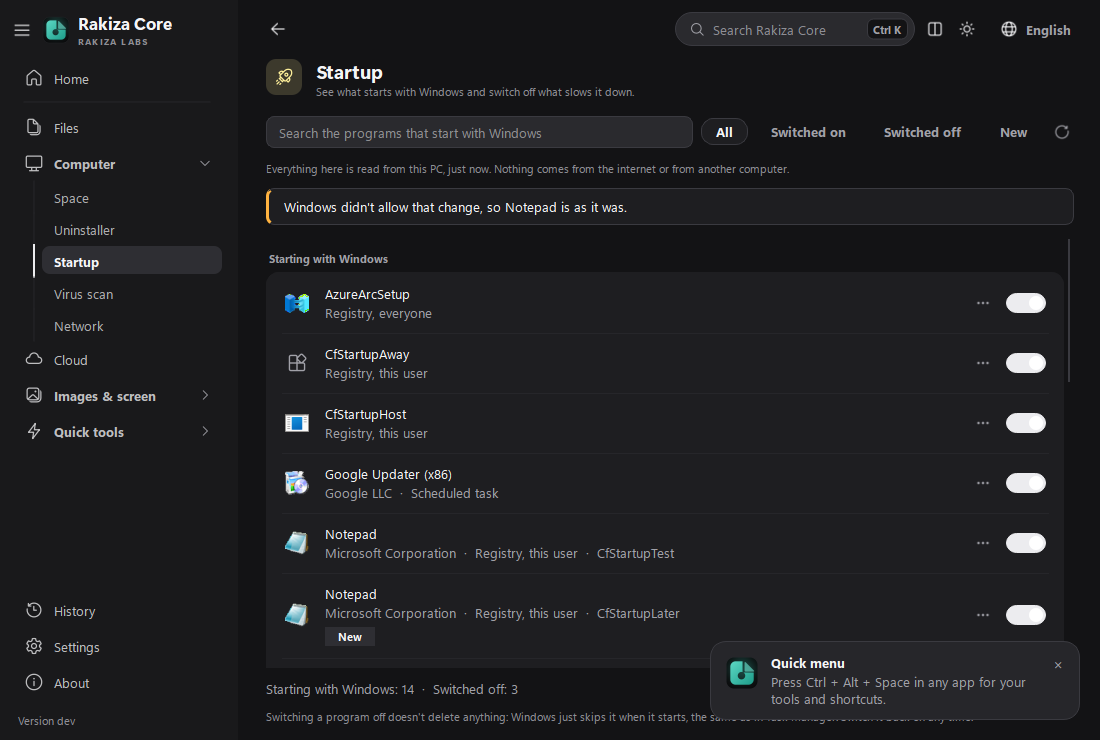 Rakiza Core
RAKIZA LABS
Home
Files
Computer
Space
Uninstaller
Startup
Virus scan
Network
Cloud
Images & screen
Quick tools
History
Settings
About
Version dev
Search Rakiza Core
Ctrl K
English
Startup
See what starts with Windows and switch off what slows it down.
Search the programs that start with Windows
All
Switched on
Switched off
New
Everything here is read from this PC, just now. Nothing comes from the internet or from another computer.
Windows didn't allow that change, so Notepad is as it was.
Starting with Windows
AzureArcSetup
Registry, everyone
CfStartupAway
Registry, this user
CfStartupHost
Registry, this user
Google Updater (x86)
Google LLC · Scheduled task
Notepad
Microsoft Corporation · Registry, this user · CfStartupTest
Notepad
Microsoft Corporation · Registry, this user · CfStartupLater
New
Starting with Windows: 14 · Switched off: 3
Switching a program off doesn't delete anything: Windows just skips it when it starts, the
Quick menu
Press Ctrl + Alt + Space in any app for your
tools and shortcuts.